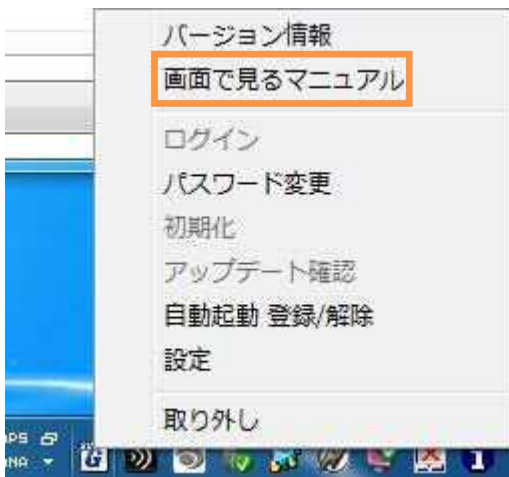 バージョン情報
画面で見るマニュアル
ログイン
パスワード変更
初期化
アップデート確認
自動起動 登録/解除
設定
取り外し